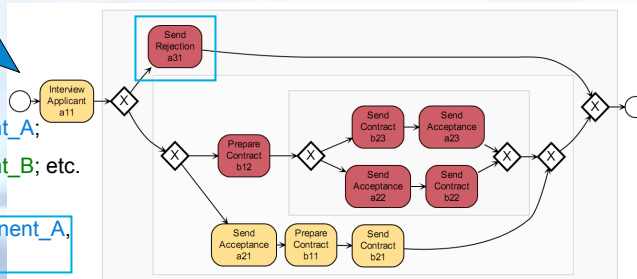 Send
Rejection
a31
Interview
Applicant
a11
X
X
nt_A;
nt_B; etc.
ment_A,
Prepare
Contract
b12
X
X
Send
Contract
b23
Send
Acceptance
a23
Send
Acceptance
a22
Send
Contract
b22
X
X
X
Send
Acceptance
a21
Prepare
Contract
b11
Send
Contract
b21